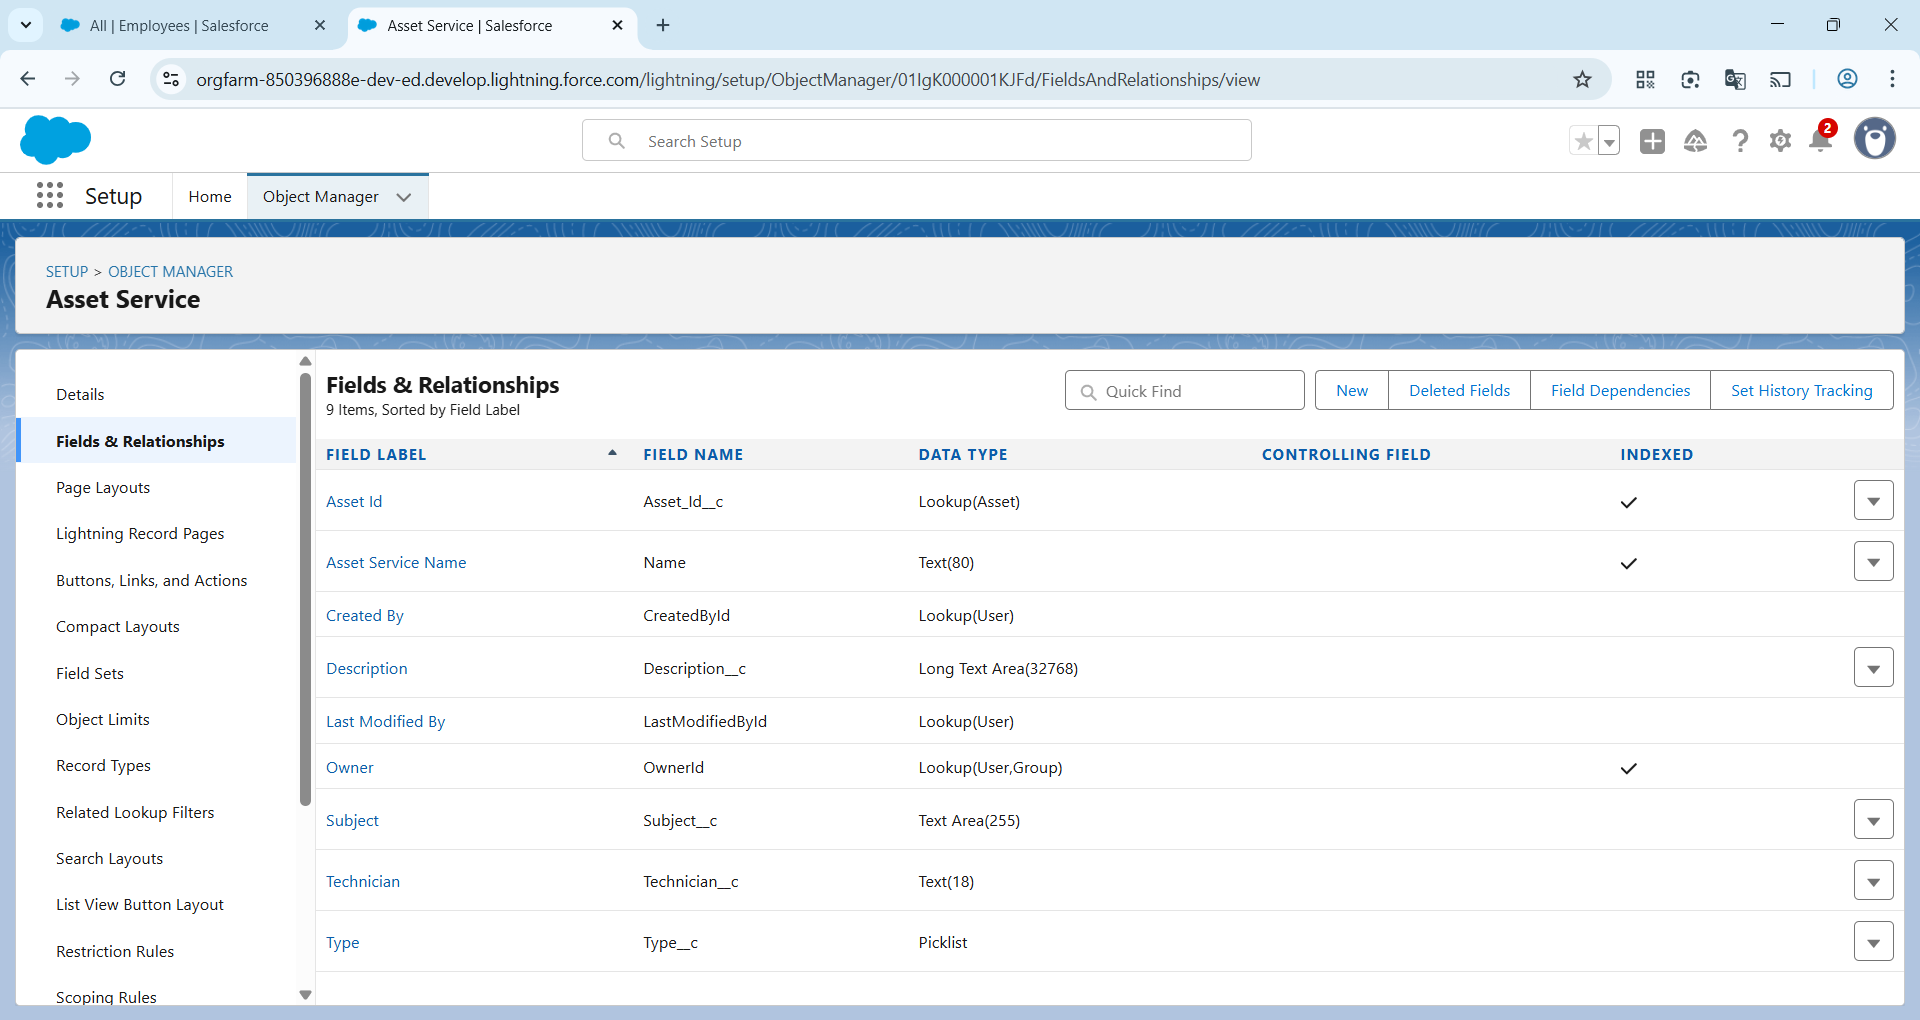 All | Employees | Salesforce
Asset Service | Salesforce
orgfarm-850396888e-dev-ed.develop.lightning.force.com/lightning/setup/ObjectManager/01IgK000001KJFd/FieldsAndRelationships/view
Search Setup
2
Setup
Home
Object Manager
SETUP > OBJECT MANAGER
Asset Service
Details
Fields & Relationships
Page Layouts
Lightning Record Pages
Buttons, Links, and Actions
Compact Layouts
Field Sets
Object Limits
Record Types
Related Lookup Filters
Search Layouts
List View Button Layout
Restriction Rules
Scoping Rules
Fields & Relationships
9 Items, Sorted by Field Label
Quick Find
New
Deleted Fields
Field Dependencies
Set History Tracking
FIELD LABEL FIELD NAME DATA TYPE CONTROLLING FIELD INDEXED
Asset Id Asset_Id__c Lookup(Asset)
Asset Service Name Name Text(80)
Created By CreatedById Lookup(User)
Description Description__c Long Text Area(32768)
Last Modified By LastModifiedById Lookup(User)
Owner OwnerId Lookup(User,Group)
Subject Subject__c Text Area(255)
Technician Technician__c Text(18)
Type Type__c Picklist